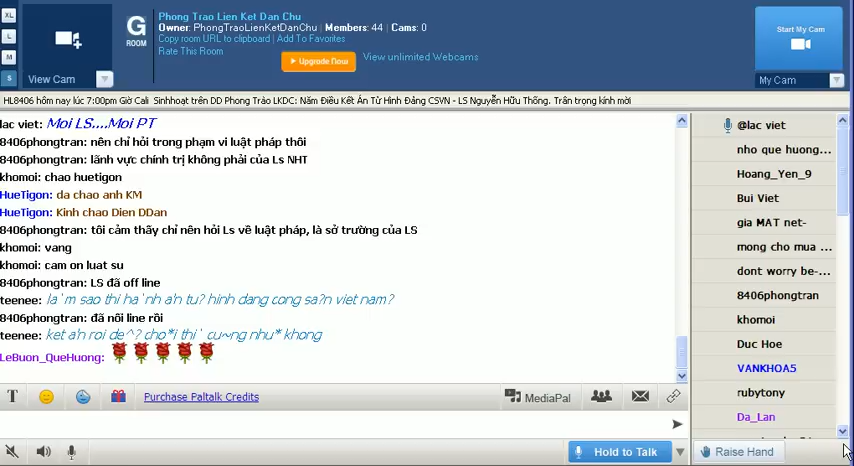 XL
L
M
S
View Cam
G
ROOM
Phong Trao Lien Ket Dan Chu
Owner: PhongTraoLienKetDanChu | Members: 44 | Cams: 0
Copy room URL to clipboard | Add To Favorites
Rate This Room
Upgrade Now
View unlimited Webcams
Start My Cam
My Cam
HL8406 hôm nay lúc 7:00pm Giờ Cali Sinhhoạt trên DD Phong Trảo LKDC: Năm Điều Kết Án Tử Hình Đảng CSVN - LS Nguyễn Hữu Thống. Trân trọng kính mời
lac viet: Moi LS....Moi PT
8406phongtran: nên chỉ hỏi trong phạm vi luật pháp thôi
8406phongtran: lãnh vực chính trị không phải của Ls NHT
khomoi: chao huetigon
HueTigon: da chao anh KM
HueTigon: Kinh chao Dien DDan
8406phongtran: tôi cảm thấy chỉ nên hỏi Ls về luật pháp, là sở trường của LS
khomoi: vang
khomoi: cam on luat su
8406phongtran: LS đã off line
teenee: la`m sao thi ha`nh a'n tu? hinh dang cong sa?n viet nam?
8406phongtran: đã nối line rồi
teenee: ket a'n roi de^? cho*i thi` cu~ng nhu* khong
LeBuon_QueHuong:
T
Purchase Paltalk Credits
MediaPal
Hold to Talk
@lac viet
nho que huong...
Hoang_Yen_9
Bui Viet
gia MAT net-
mong cho mua ...
dont worry be-...
8406phongtran
khomoi
Duc Hoe
VANKHOA5
rubytony
Da_Lan
Raise Hand